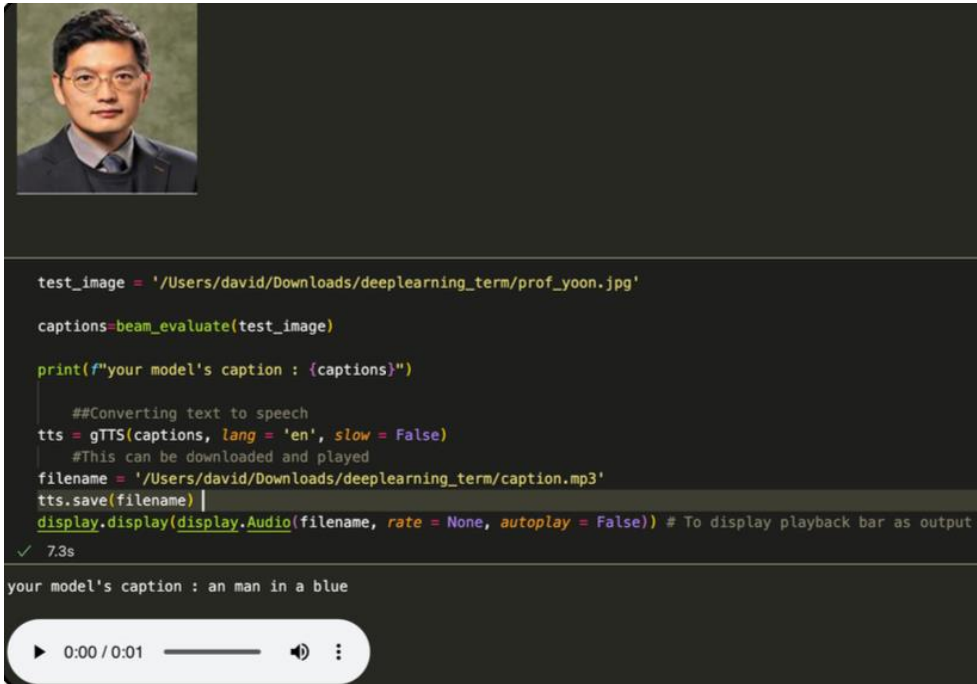 test_image = '/Users/david/Downloads/deeplearning_term/prof_yoon.jpg'
captions=beam_evaluate(test_image)
print(f"your model's caption : {captions}")
##Converting text to speech
tts = gTTS(captions, lang = 'en', slow = False)
#This can be downloaded and played
filename = '/Users/david/Downloads/deeplearning_term/caption.mp3'
tts.save(filename)
display.display(display.Audio(filename, rate = None, autoplay = False)) # To display playback bar as output
✓ 7.3s
your model's caption : an man in a blue
0:00 / 0:01